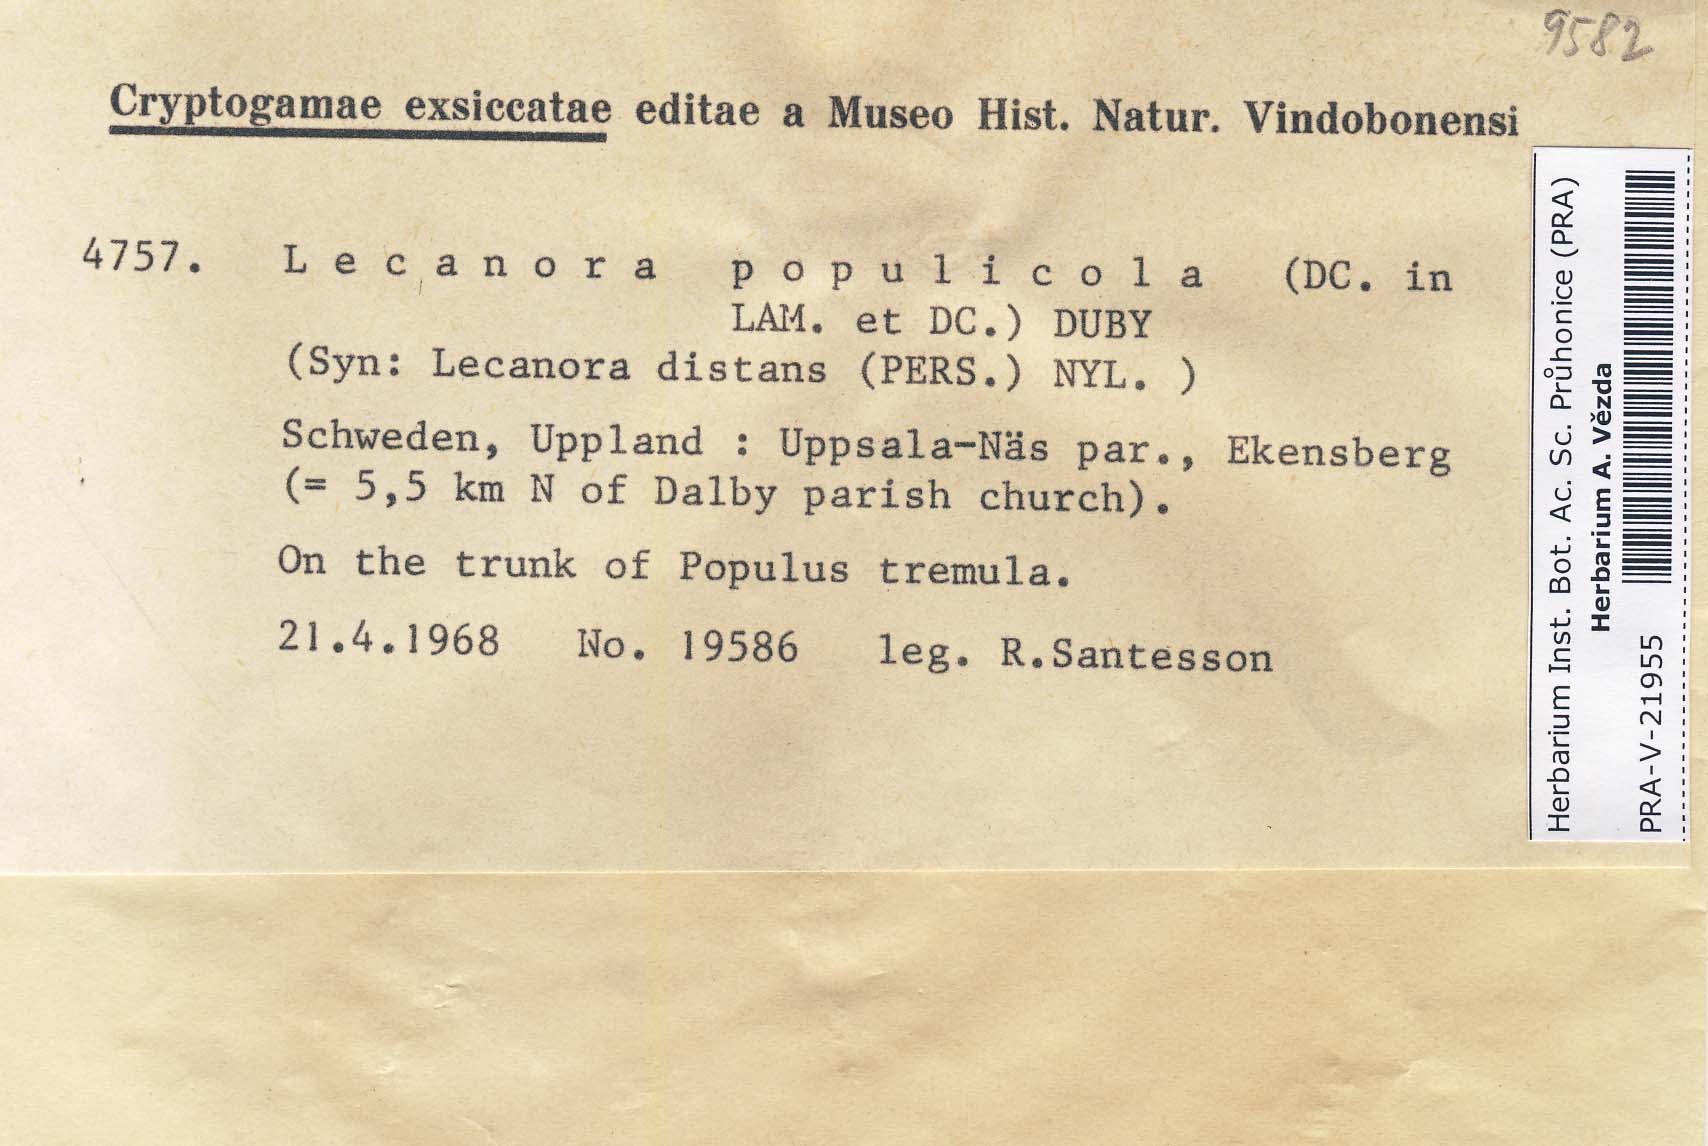 9582
Cryptogamae exsiccatae editae a Museo Hist. Natur. Vindobonensi
4757. Lecanora populicola (DC. in
LAM. et DC.) DUBY
(Syn: Lecanora distans (PERS.) NYL. )
Schweden, Uppland : Uppsala-Näs par., Ekensberg
(= 5,5 km N of Dalby parish church).
On the trunk of Populus tremula.
21.4.1968 No. 19586 leg. R.Santesson
Herbarium Inst. Bot. Ac. Sc. Průhonice (PRA)
Herbarium A. Vězda
PRA-V-21955